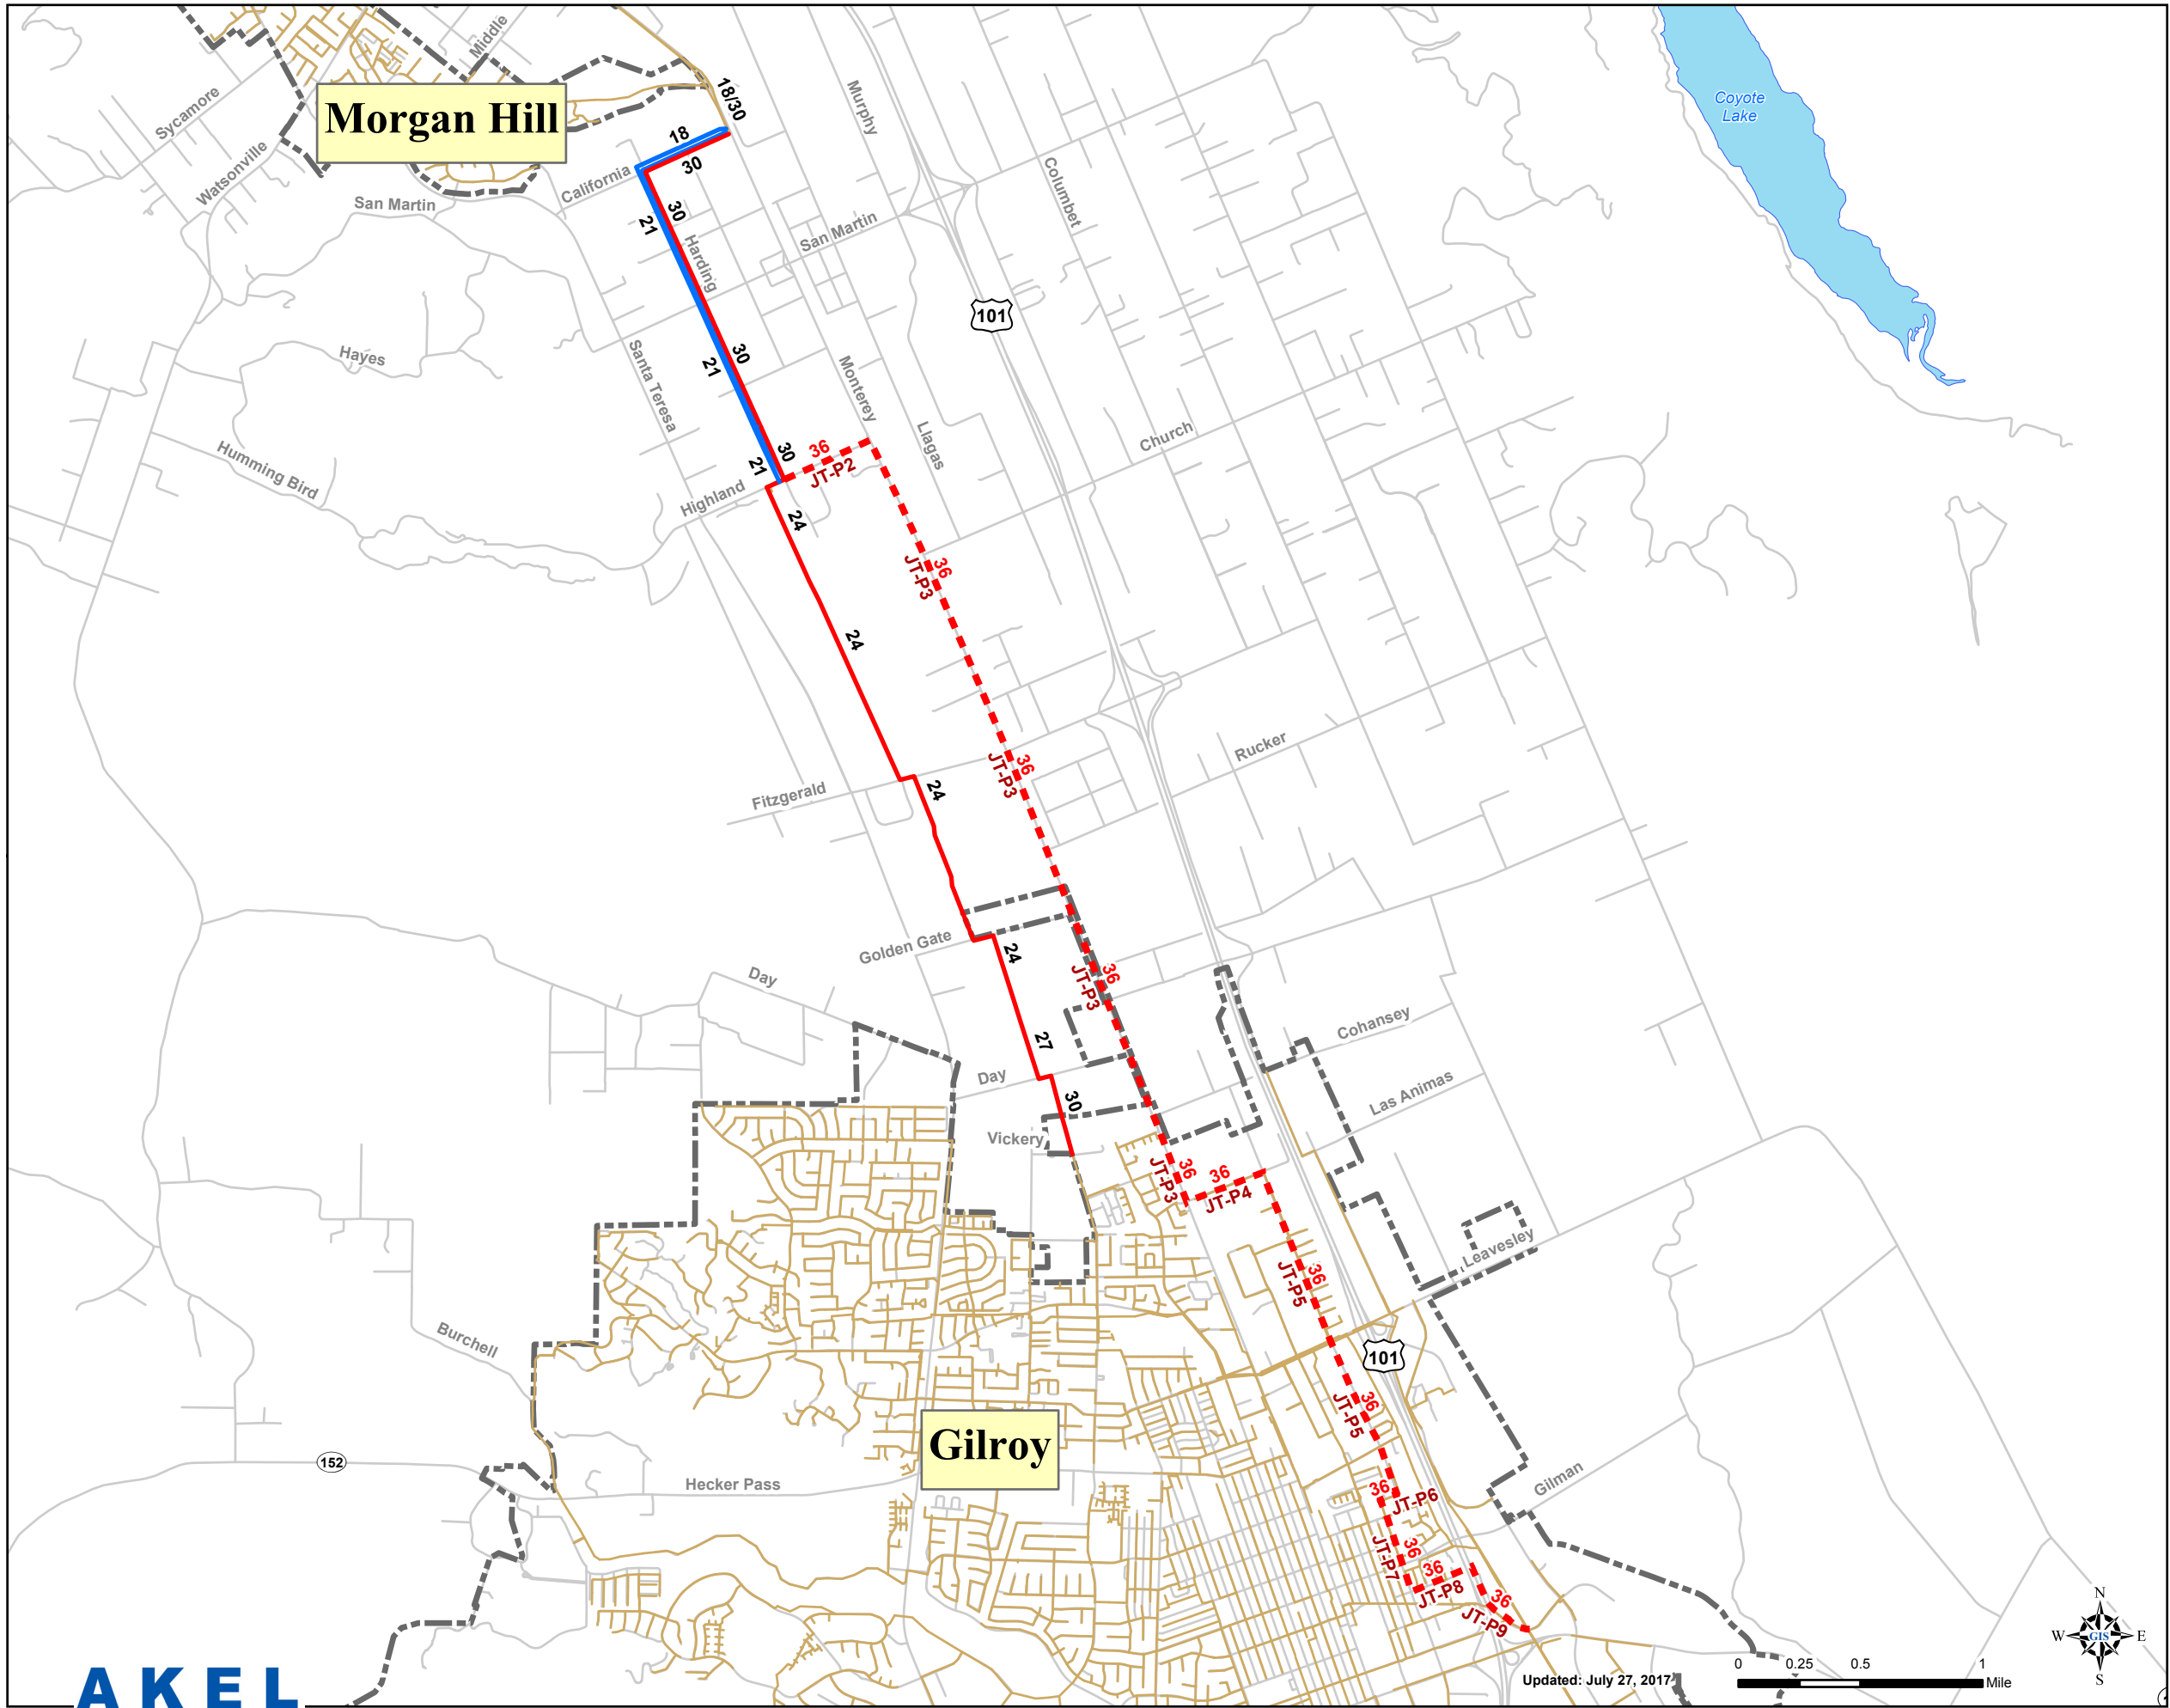 Middle
Sycamore
Morgan Hill
18/30
Murphy
Coyote
Lake
18
30
California
Watsonville
San Martin
30
21
Harding
San Martin
Columbet
101
Hayes
Santa Teresa
30
21
Monterey
Llagas
Church
Humming Bird
36
JT-P2
30
21
Highland
24
36
JT-P3
24
Rucker
36
JT-P3
Fitzgerald
24
Golden Gate
24
36
JT-P3
Day
Cohansey
27
Day
30
Las Animas
Vickery
36
JT-P3
36
JT-P4
Leavesley
36
JT-P5
Burchell
101
36
JT-P5
Gilroy
152
Hecker Pass
Gilman
36
JT-P6
36
JT-P7
36
JT-P8
36
JT-P9
N
W GIS E
S
0 0.25 0.5 1
Mile
Updated: July 27, 2017
AKEL